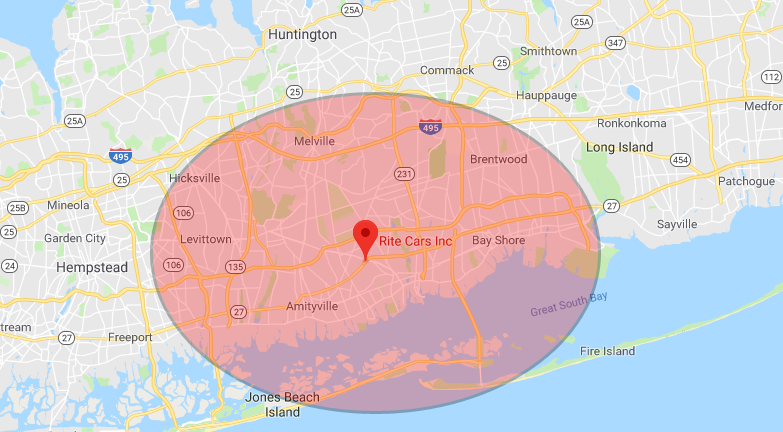 25A
Huntington
25A
Smithtown
347
Commack
25
112
25
Hauppauge
Medfor
25A
495
Ronkonkoma
Melville
Long Island
495
Brentwood
454
25
231
Hicksville
Patchogue
25B
Mineola
106
27
25
Garden City
Levittown
Rite Cars Inc
Bay Shore
Sayville
24
Hempstead
106
135
Great South Bay
Amityville
27
tream
27
Freeport
Fire Island
Jones Beach
Island